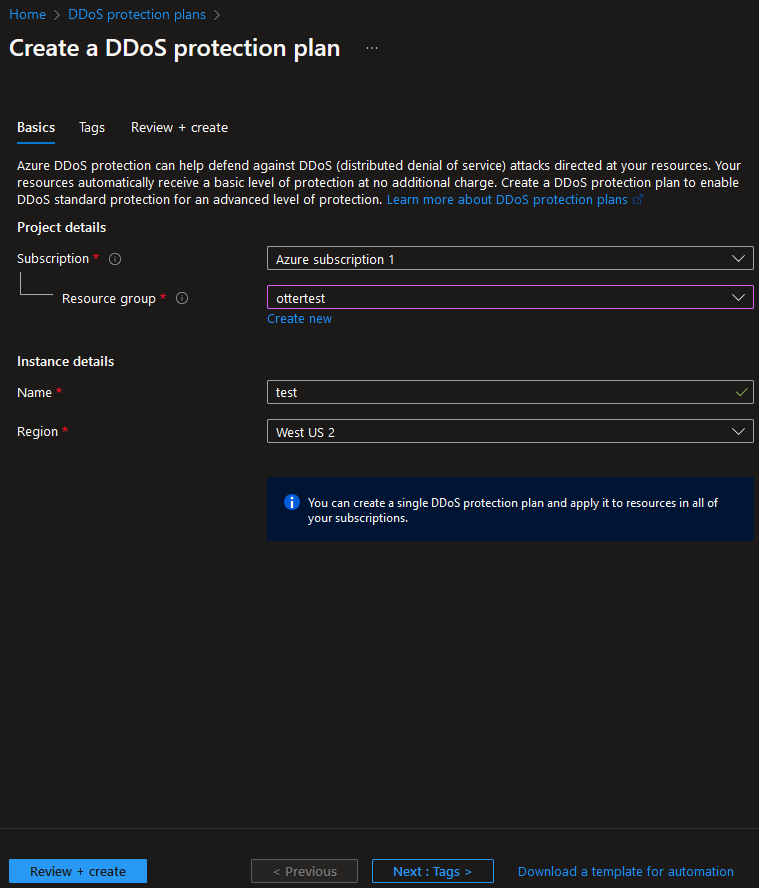 Home > DDoS protection plans >
Create a DDoS protection plan ...
Basics Tags Review + create
Azure DDoS protection can help defend against DDoS (distributed denial of service) attacks directed at your resources. Your
resources automatically receive a basic level of protection at no additional charge. Create a DDoS protection plan to enable
DDoS standard protection for an advanced level of protection. Learn more about DDoS protection plans
Project details
Subscription * Azure subscription 1
Resource group * ottertest
Create new
Instance details
Name * test
Region * West US 2
You can create a single DDoS protection plan and apply it to resources in all of
your subscriptions.
Review + create < Previous Next : Tags > Download a template for automation